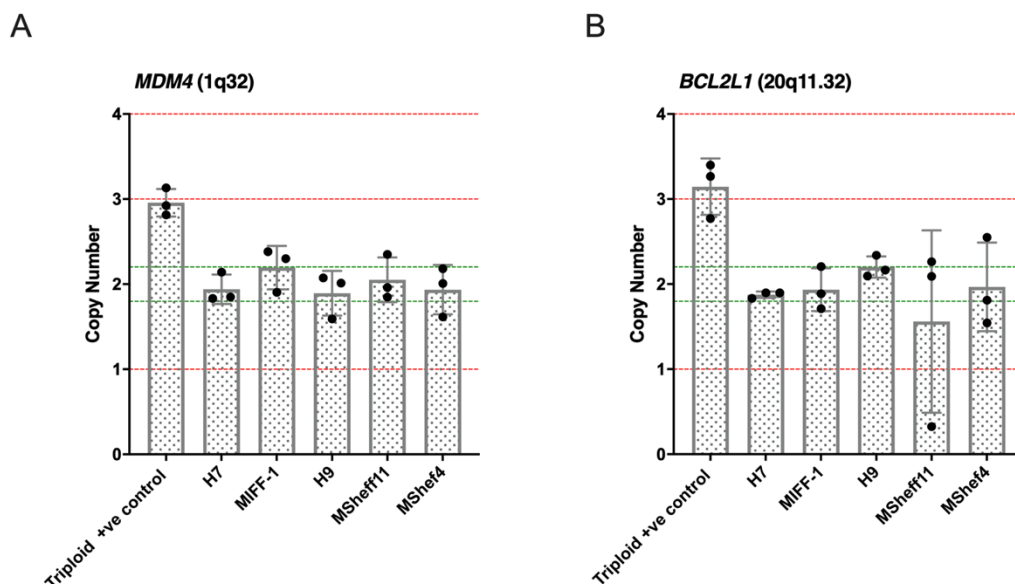 A
MDM4 (1q32)
4
3
2
1
0
Copy Number
Triploid +ve control
H7
MIFF-1
H9
MSheff11
MShef4
B
BCL2L1 (20q11.32)
4
3
2
1
0
Copy Number
Triploid +ve control
H7
MIFF-1
H9
MSheff11
MShef4